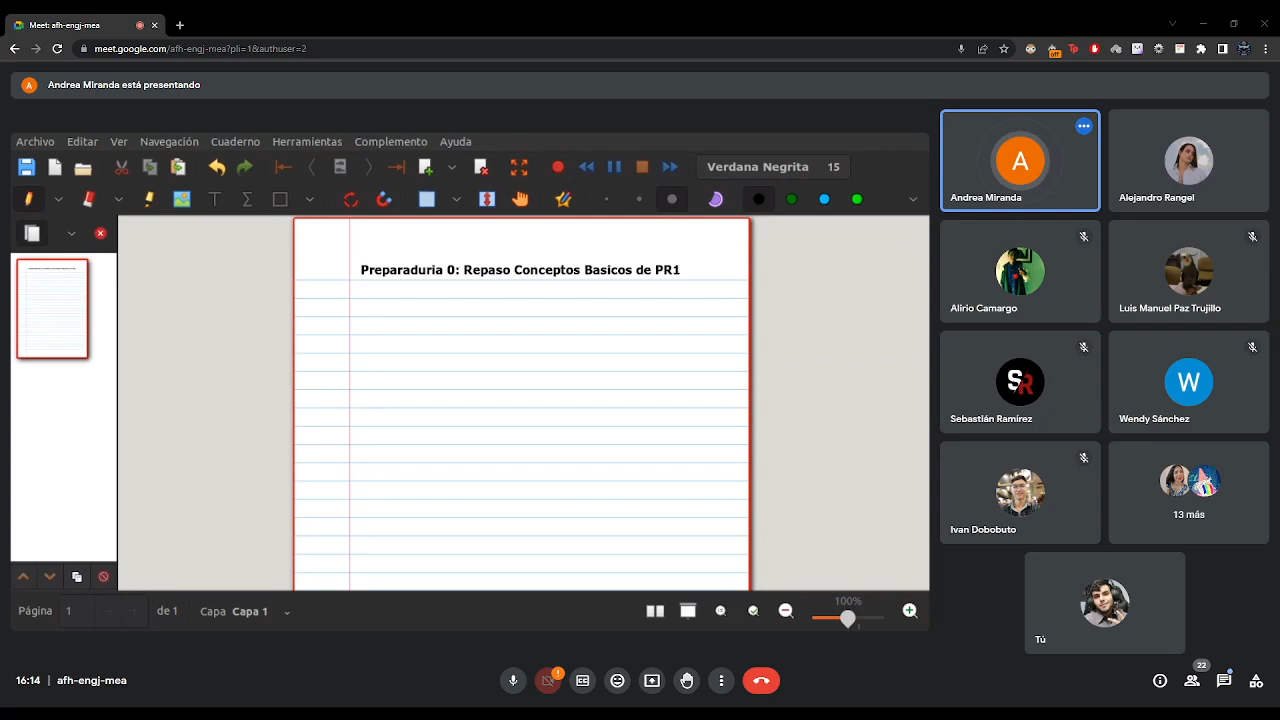 Meet: afh-engj-mea
meet.google.com/afh-engj-mea?pli=1&authuser=2
off
Tp
A
Andrea Miranda está presentando
Archivo Editar Ver Navegación Cuaderno Herramientas Complemento Ayuda
Verdana Negrita 15
Preparaduria 0: Repaso Conceptos Basicos de PR1
Página 1 de 1 Capa Capa 1
100%
A
Andrea Miranda
Alejandro Rangel
Alirio Camargo
Luis Manuel Paz Trujillo
SR
Sebastián Ramírez
W
Wendy Sánchez
Ivan Dobobuto
13 más
Tú
16:14 afh-engj-mea
22